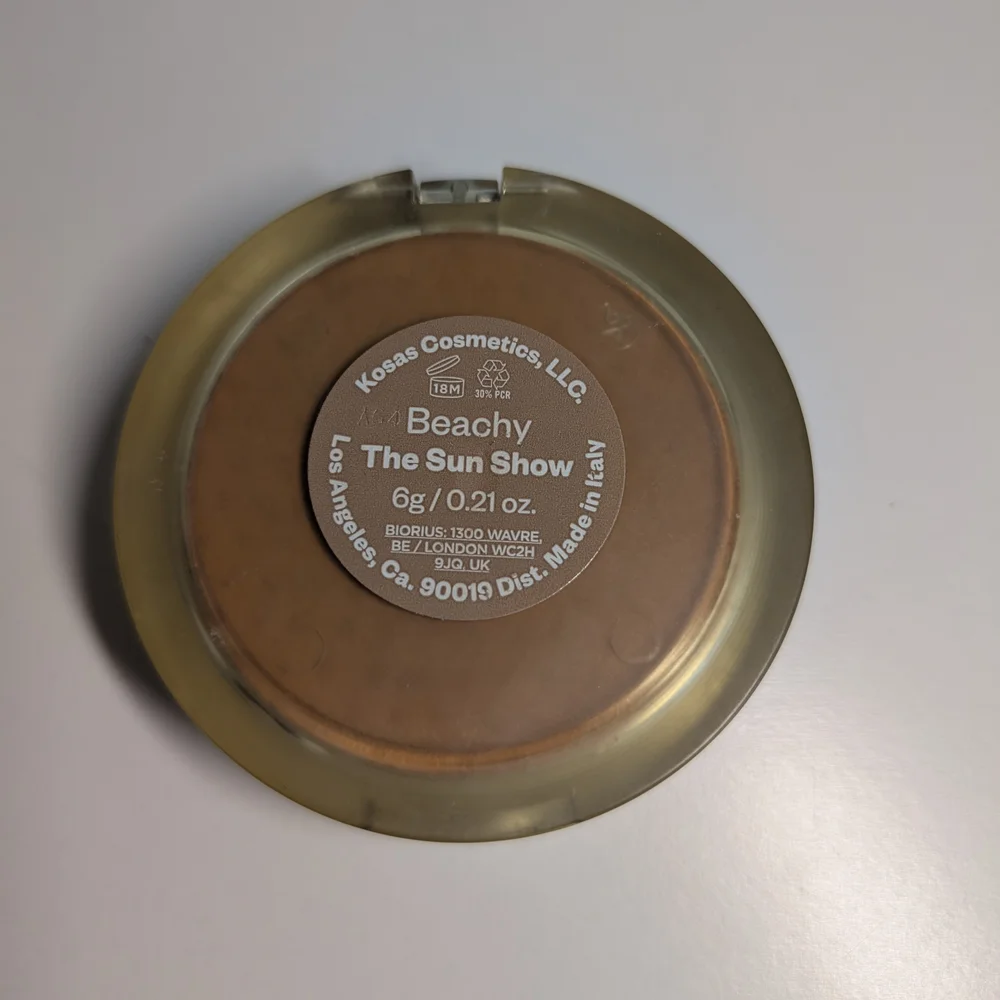 Kosas Cosmetics, LLC.
18M
30% PCR
Beachy
The Sun Show
6g / 0.21 oz.
BIORIUS: 1300 WAVRE,
BE / LONDON WC2H
9JQ, UK
Los Angeles, Ca. 90019 Dist. Made in Italy